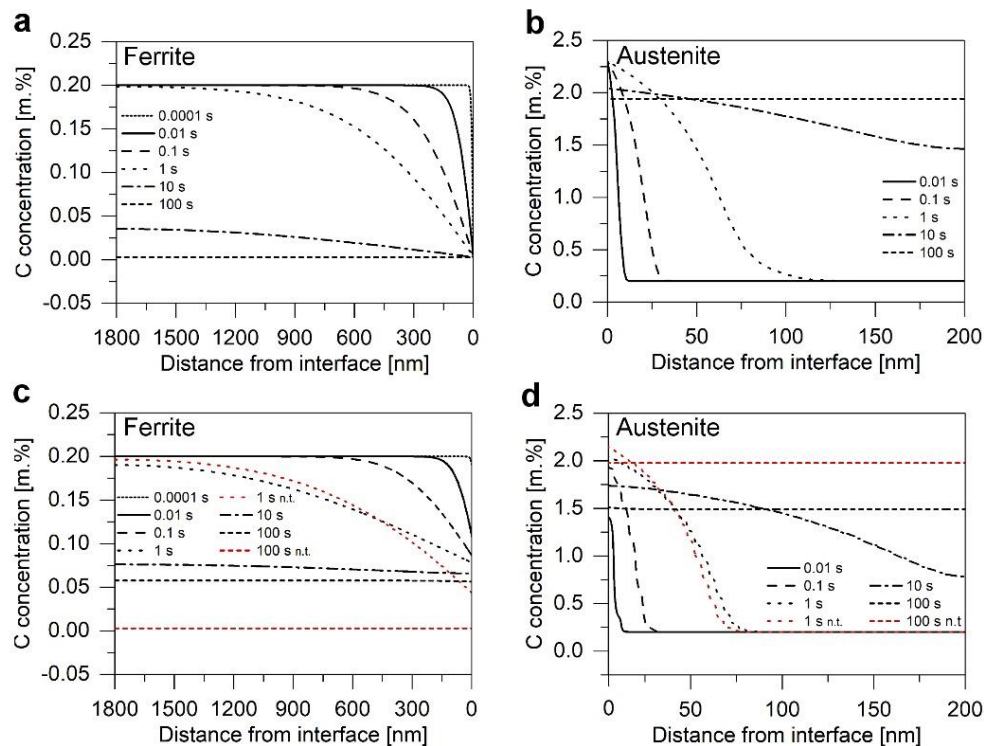 a
Ferrite
C concentration [m.%]
0.25
0.20
0.15
0.10
0.05
0.00
-0.05
0.0001 s
0.01 s
0.1 s
1 s
10 s
100 s
1800 1500 1200 900 600 300 0
Distance from interface [nm]
b
Austenite
C concentration [m.%]
2.5
2.0
1.5
1.0
0.5
0.0
0.01 s
0.1 s
1 s
10 s
100 s
0 50 100 150 200
Distance from interface [nm]
c
Ferrite
C concentration [m.%]
0.25
0.20
0.15
0.10
0.05
0.00
-0.05
0.0001 s 1 s n.t.
0.01 s 10 s
0.1 s 100 s
1 s 100 s n.t.
1800 1500 1200 900 600 300 0
Distance from interface [nm]
d
Austenite
C concentration [m.%]
2.5
2.0
1.5
1.0
0.5
0.0
0.01 s
0.1 s 10 s
1 s 100 s
1 s n.t. 100 s n.t
0 50 100 150 200
Distance from interface [nm]